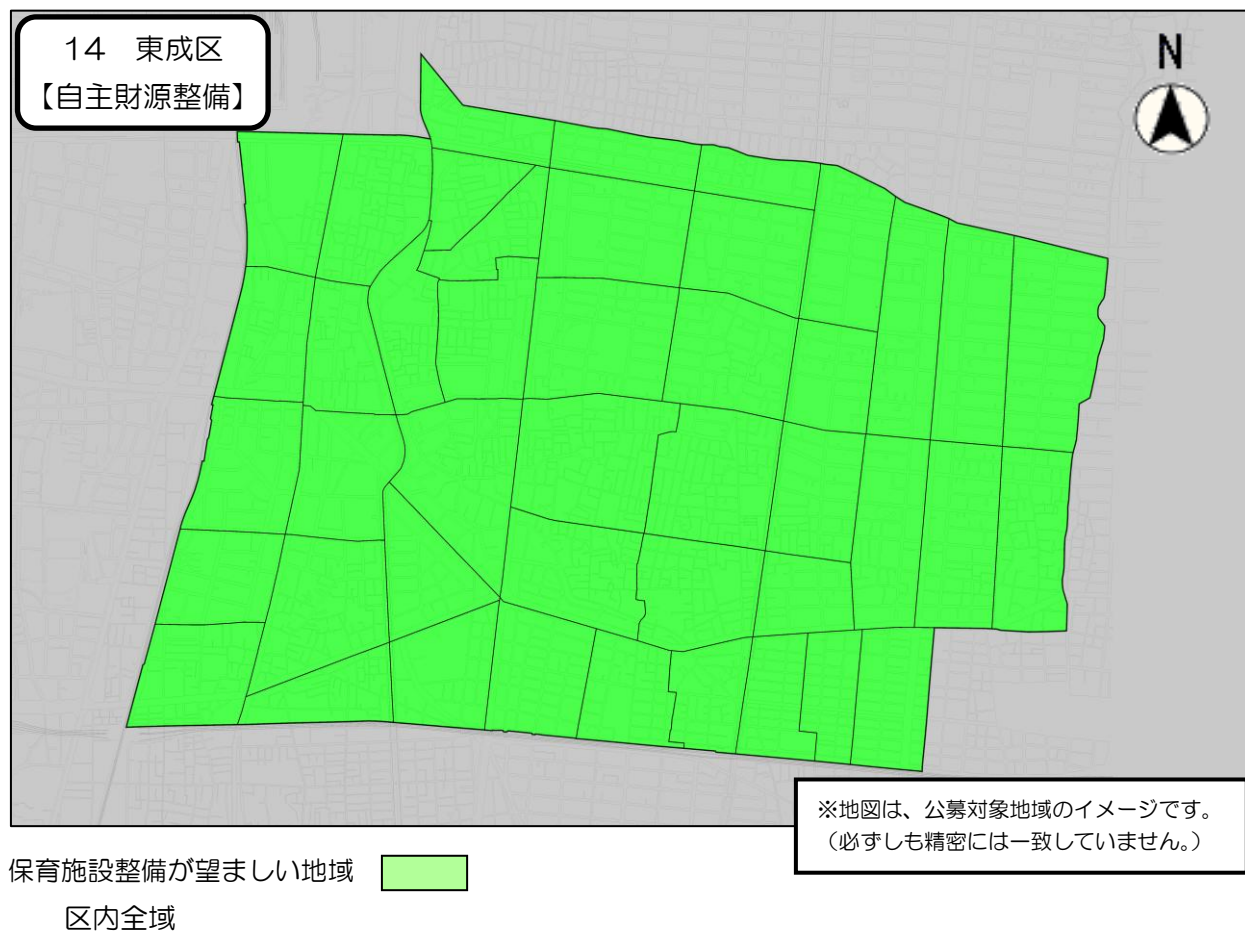 14 東成区
【自主財源整備】
N
※地図は、公募対象地域のイメージです。
（必ずしも精密には一致していません。）
保育施設整備が望ましい地域
区内全域